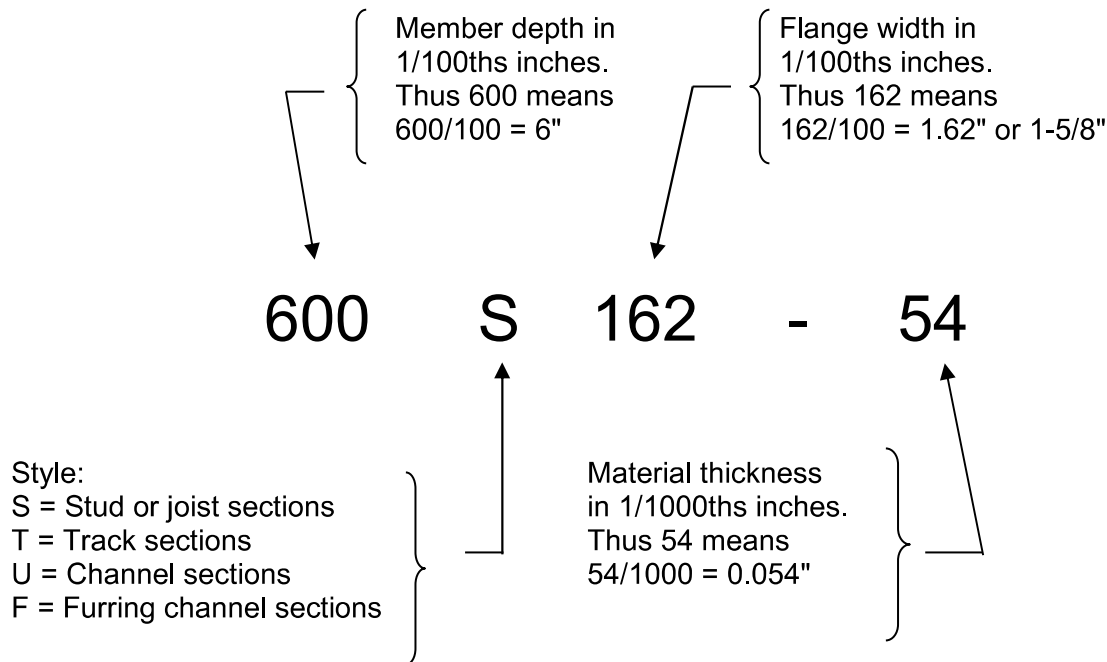 Member depth in
1/100ths inches.
Thus 600 means
600/100 = 6"
Flange width in
1/100ths inches.
Thus 162 means
162/100 = 1.62" or 1-5/8"
600 S 162 - 54
Style:
S = Stud or joist sections
T = Track sections
U = Channel sections
F = Furring channel sections
Material thickness
in 1/1000ths inches.
Thus 54 means
54/1000 = 0.054"